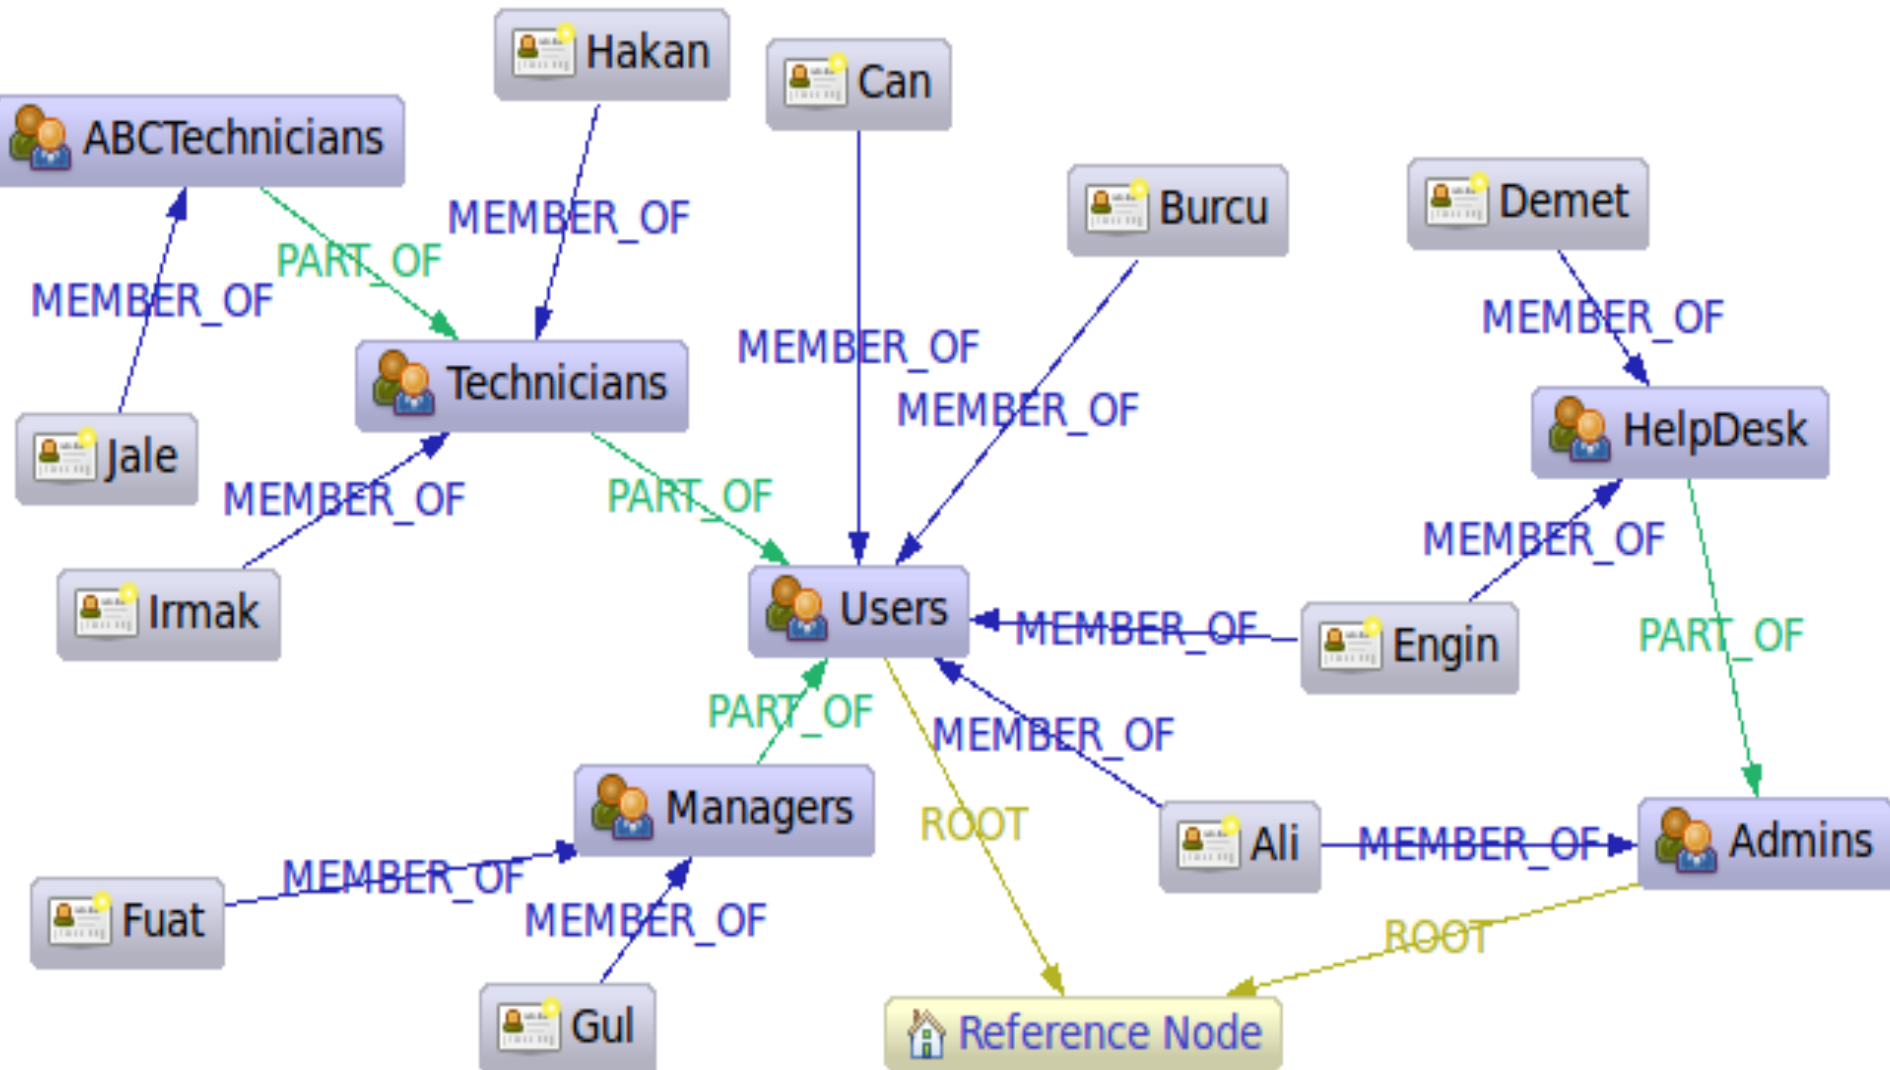 Hakan
Can
ABCTechnicians
Burcu
Demet
MEMBER_OF
PART_OF
MEMBER_OF
MEMBER_OF
MEMBER_OF
MEMBER_OF
Technicians
MEMBER_OF
HelpDesk
Jale
MEMBER_OF
PART_OF
MEMBER_OF
Irmak
Users
MEMBER_OF
Engin
PART_OF
PART_OF
MEMBER_OF
Managers
ROOT
Ali
MEMBER_OF
Admins
MEMBER_OF
Fuat
MEMBER_OF
ROOT
Gul
Reference Node